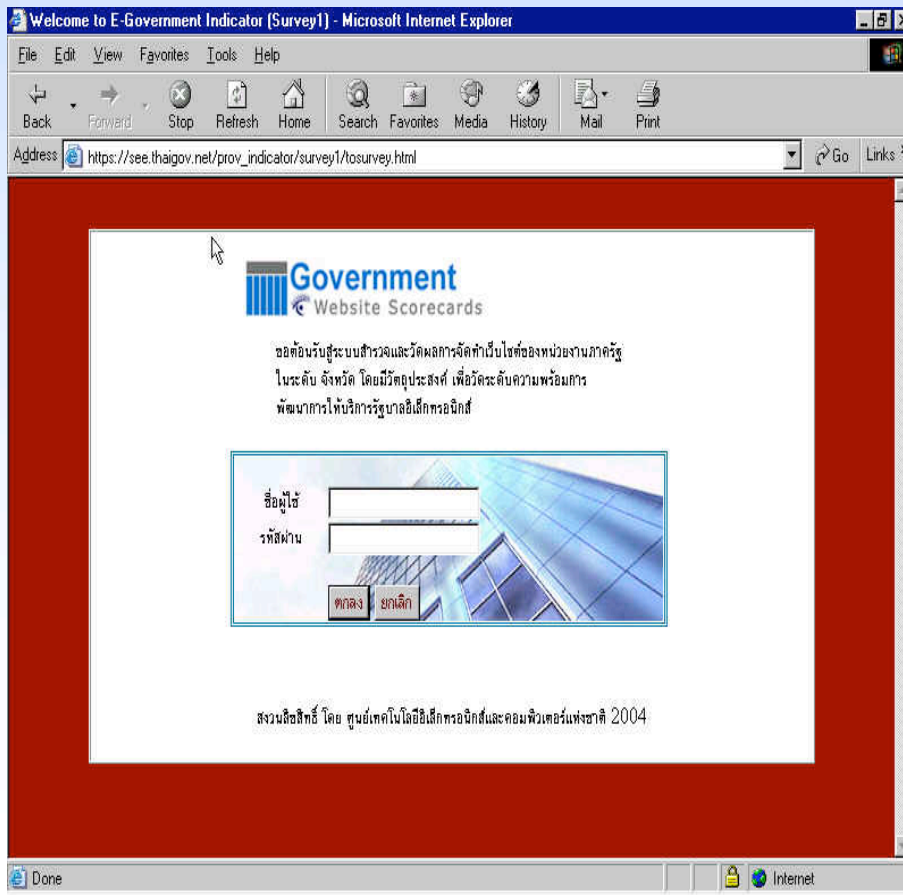 Welcome to E-Government Indicator (Survey1) - Microsoft Internet Explorer
File Edit View Favorites Tools Help
Back Forward Stop Refresh Home Search Favorites Media History Mail Print
Address https://see.thaigov.net/prov_indicator/survey1/tosurvey.html Go Links
Government
Website Scorecards
ขอต้อนรับสู่ระบบสำรวจและวัดผลการจัดทำเว็บไซต์ของหน่วยงานภาครัฐ
ในระดับ จังหวัด โดยมีวัตถุประสงค์ เพื่อวัดระดับความพร้อมการ
พัฒนาการให้บริการรัฐบาลอิเล็กทรอนิกส์
ชื่อผู้ใช้
รหัสผ่าน
ตกลง ยกเลิก
สงวนลิขสิทธิ์ โดย ศูนย์เทคโนโลยีอิเล็กทรอนิกส์และคอมพิวเตอร์แห่งชาติ 2004
Done Internet